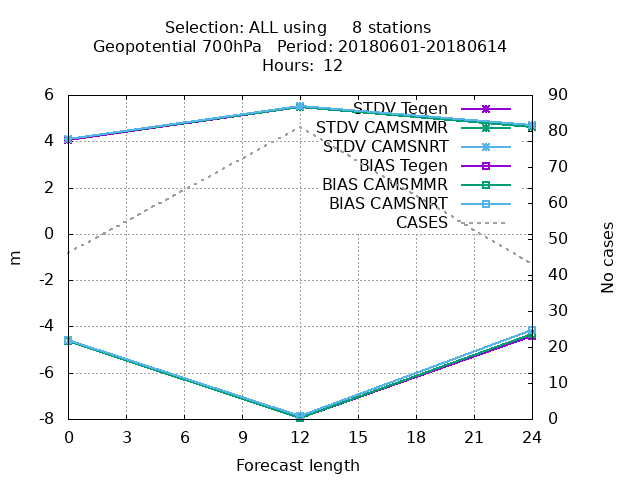 Selection: ALL using     8 stations
Geopotential 700hPa   Period: 20180601-20180614
Hours:  12
6
4
2
0
-2
-4
-6
-8
m
90
80
70
60
50
40
30
20
10
0
No cases
STDV Tegen
STDV CAMSMMR
STDV CAMSNRT
BIAS Tegen
BIAS CAMSMMR
BIAS CAMSNRT
CASES
0 3 6 9 12 15 18 21 24
Forecast length